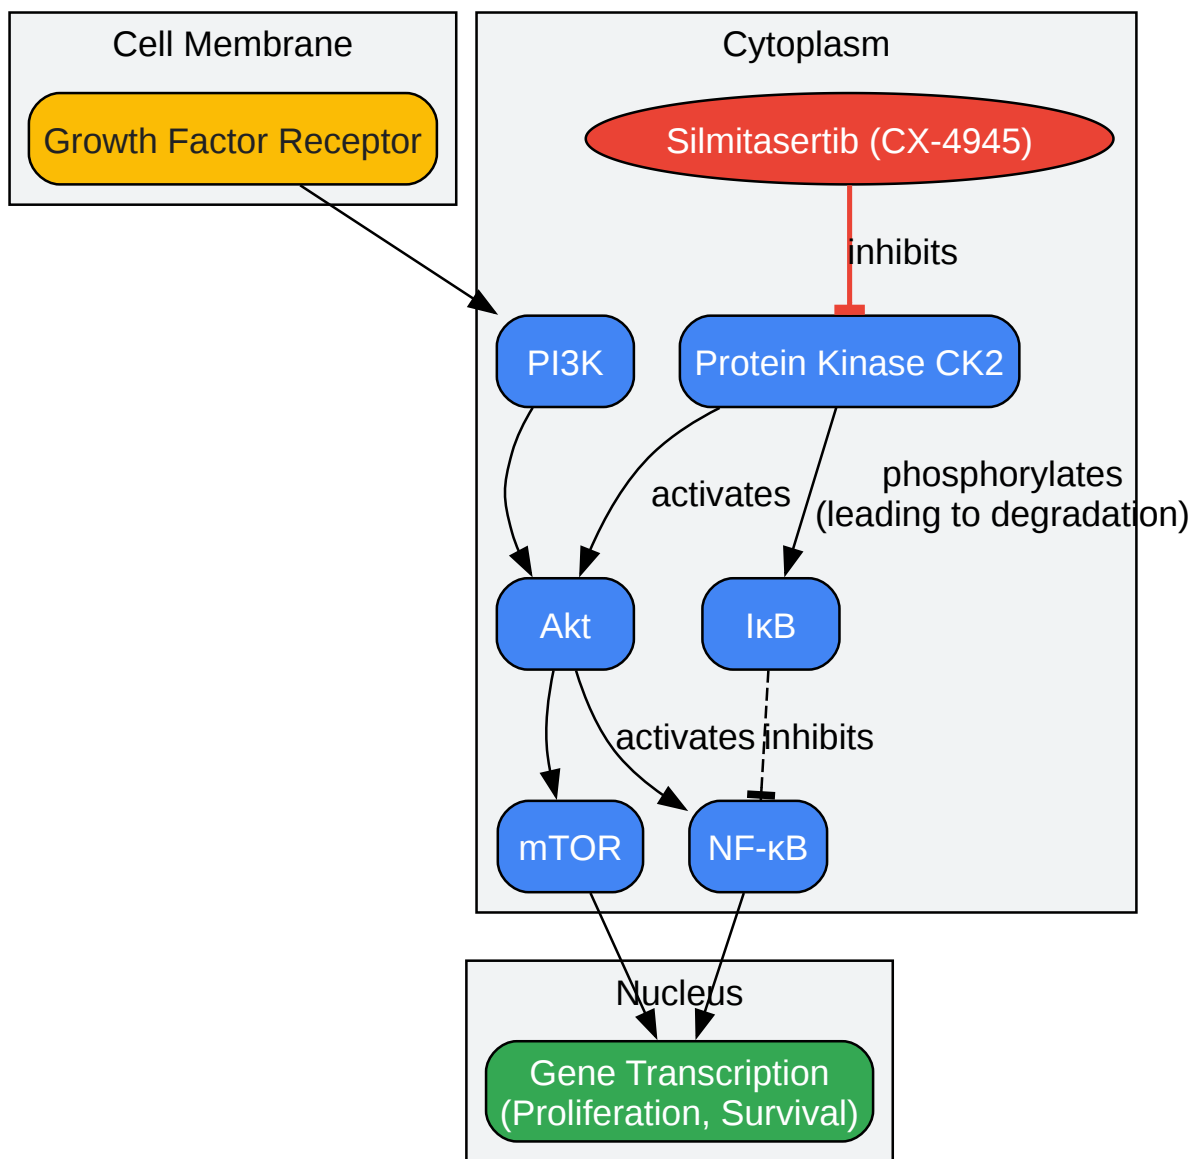 Cell Membrane
Cytoplasm
Growth Factor Receptor
Silmitasertib (CX-4945)
inhibits
PI3K
Protein Kinase CK2
activates
phosphorylates
(leading to degradation)
Akt
IκB
activates
inhibits
mTOR
NF-κB
Nucleus
Gene Transcription
(Proliferation, Survival)